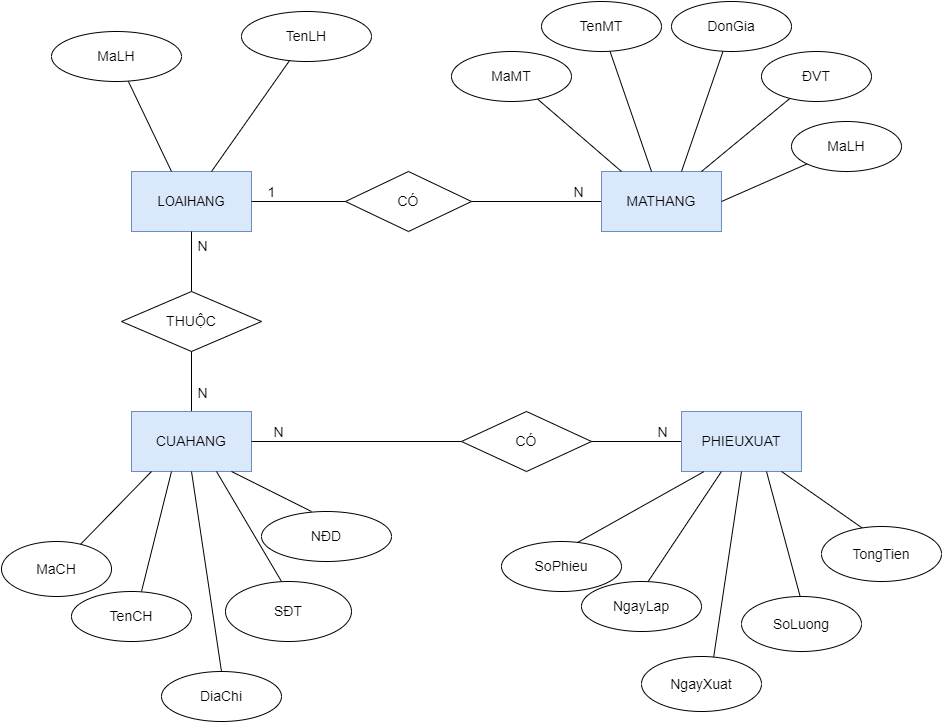 MaLH
TenLH
MaMT
TenMT
DonGia
ĐVT
MaLH
LOAIHANG
1
CÓ
N
MATHANG
N
THUỘC
N
CUAHANG
N
CÓ
N
PHIEUXUAT
MaCH
TenCH
DiaChi
SĐT
NĐD
SoPhieu
NgayLap
NgayXuat
SoLuong
TongTien